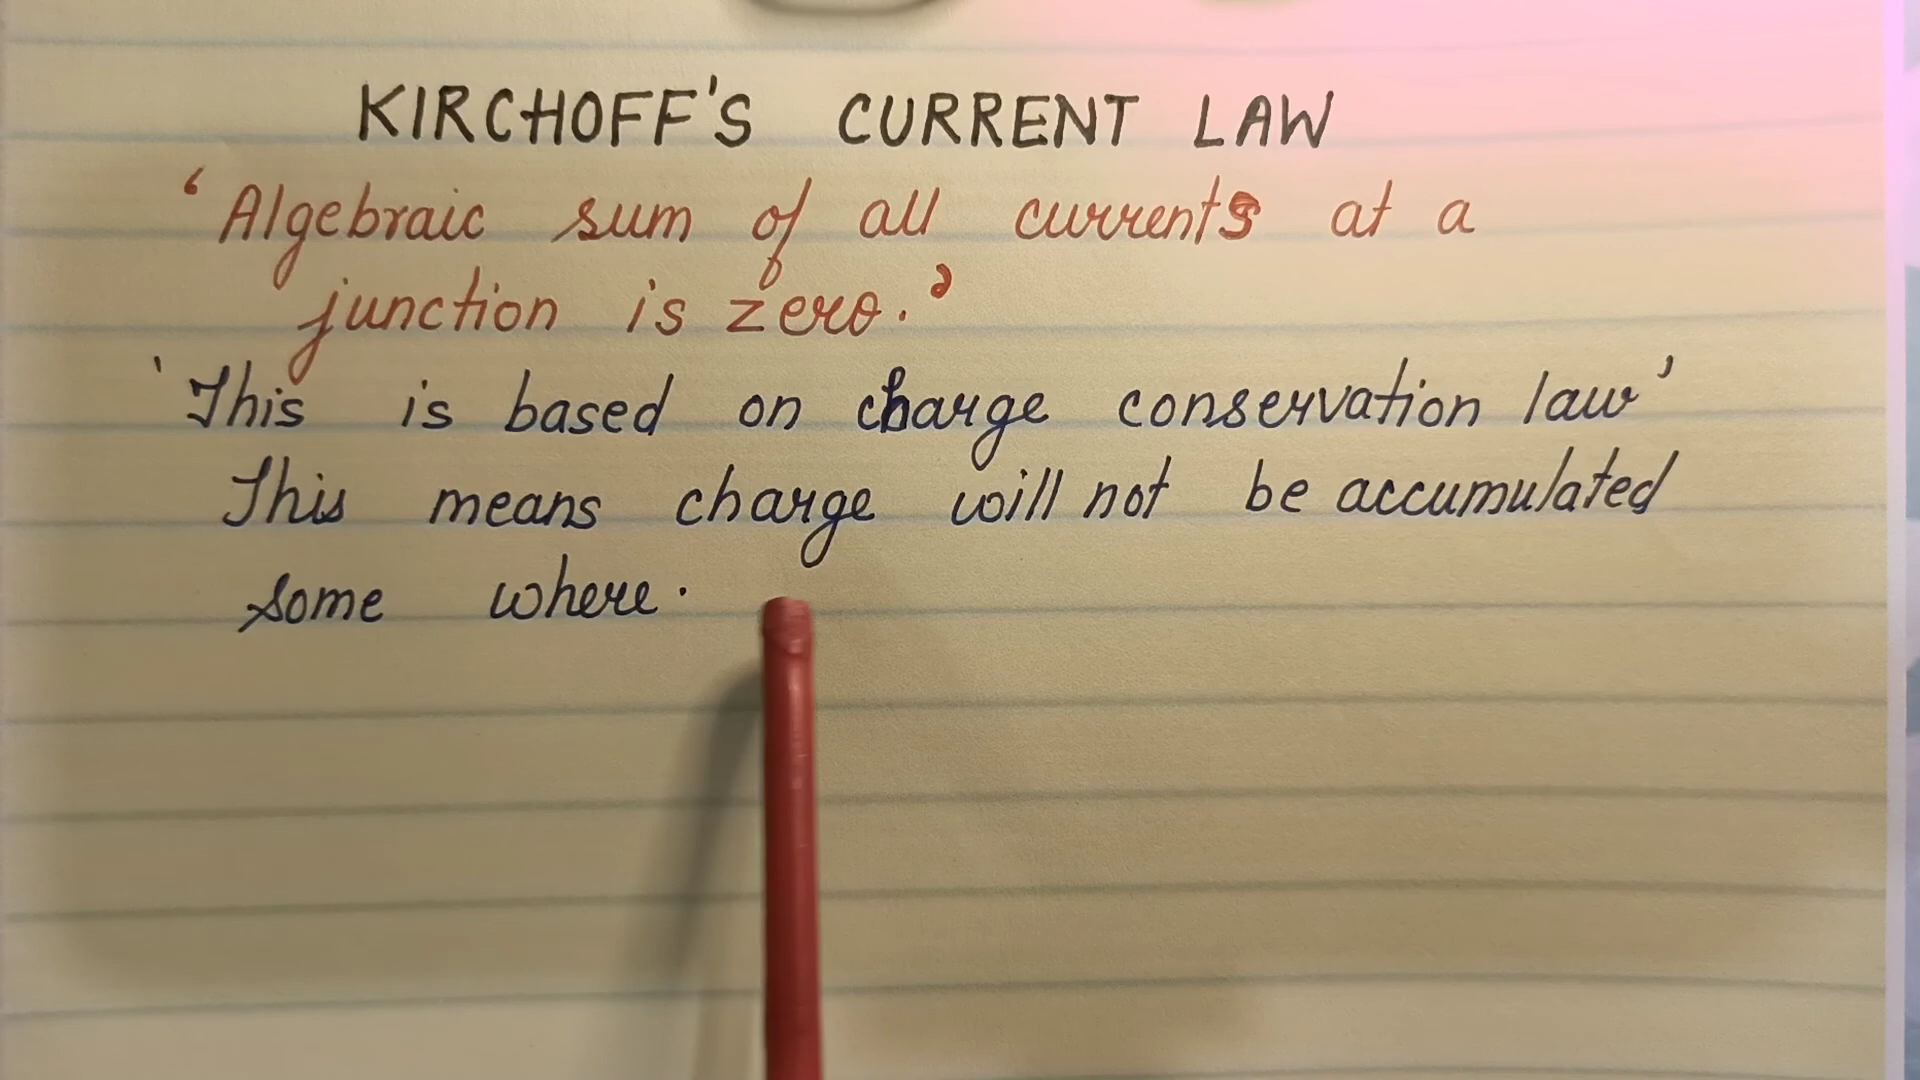 KIRCHOFF'S CURRENT LAW
‘Algebraic sum of all currents at a
junction is zero.’
‘This is based on charge conservation law’
This means charge will not be accumulated
some where.